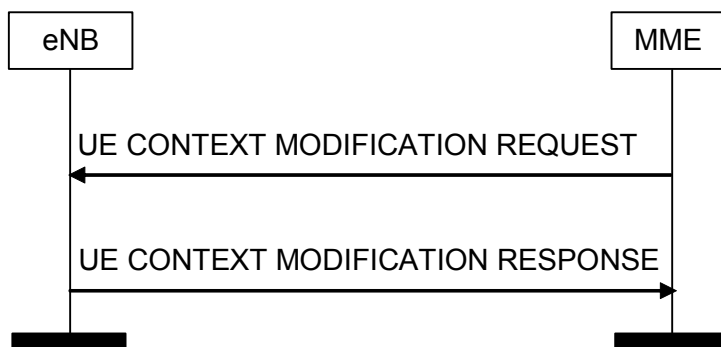 eNB
MME
UE CONTEXT MODIFICATION REQUEST
UE CONTEXT MODIFICATION RESPONSE